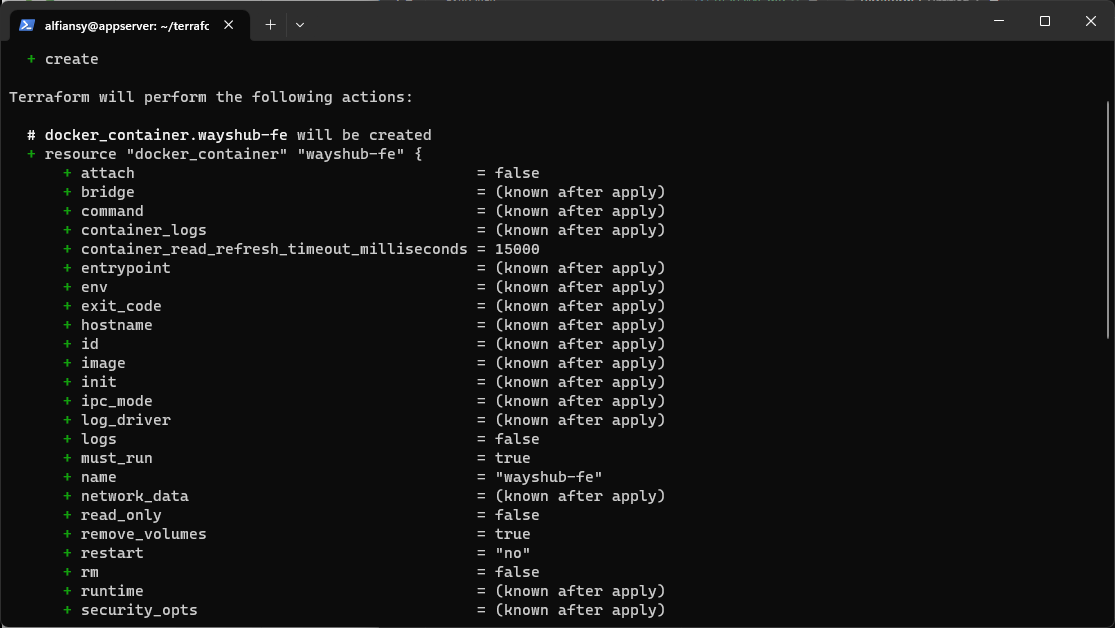 alfiansy@appserver: ~/terrafc
+ create
Terraform will perform the following actions:
# docker_container.wayshub-fe will be created
+ resource "docker_container" "wayshub-fe" {
+ attach = false
+ bridge = (known after apply)
+ command = (known after apply)
+ container_logs = (known after apply)
+ container_read_refresh_timeout_milliseconds = 15000
+ entrypoint = (known after apply)
+ env = (known after apply)
+ exit_code = (known after apply)
+ hostname = (known after apply)
+ id = (known after apply)
+ image = (known after apply)
+ init = (known after apply)
+ ipc_mode = (known after apply)
+ log_driver = (known after apply)
+ logs = false
+ must_run = true
+ name = "wayshub-fe"
+ network_data = (known after apply)
+ read_only = false
+ remove_volumes = true
+ restart = "no"
+ rm = false
+ runtime = (known after apply)
+ security_opts = (known after apply)